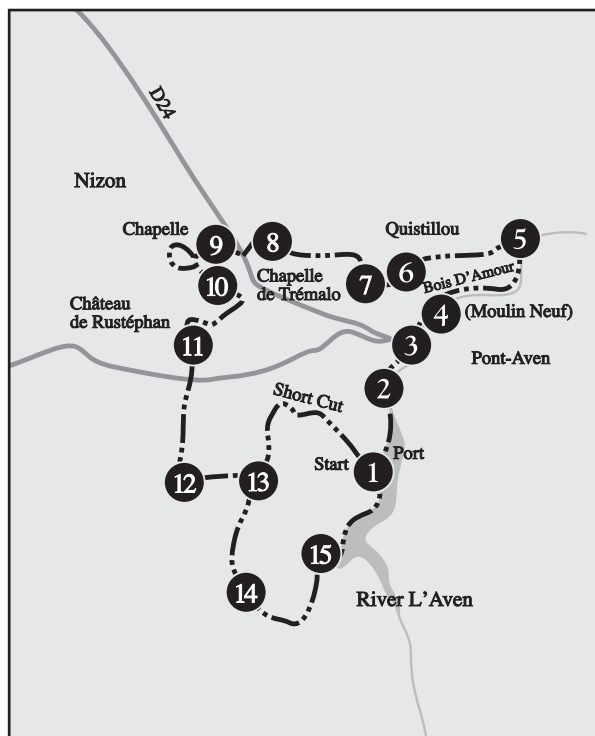 D24
Nizon
Chapelle
9
8
Quistillou
5
10
Chapelle
de Trémalo
7
6
Bois D'Amour
Château
de Rustéphan
4
(Moulin Neuf)
11
3
Pont-Aven
2
Short Cut
Start
1
Port
12
13
15
14
River L'Aven